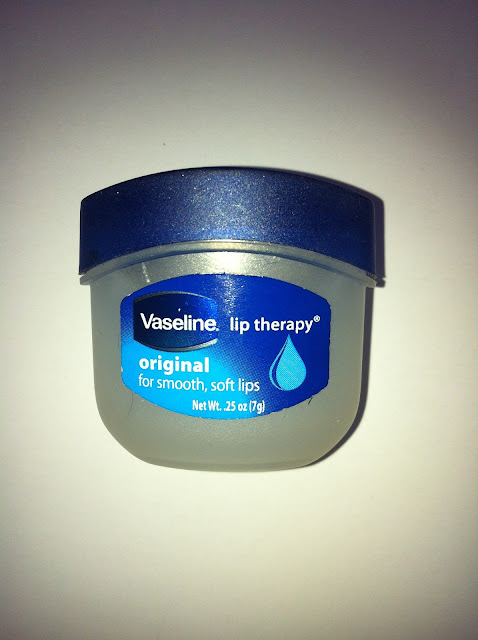 Vaseline. lip therapy®
original
for smooth, soft lips
Net Wt. .25 oz (7g)